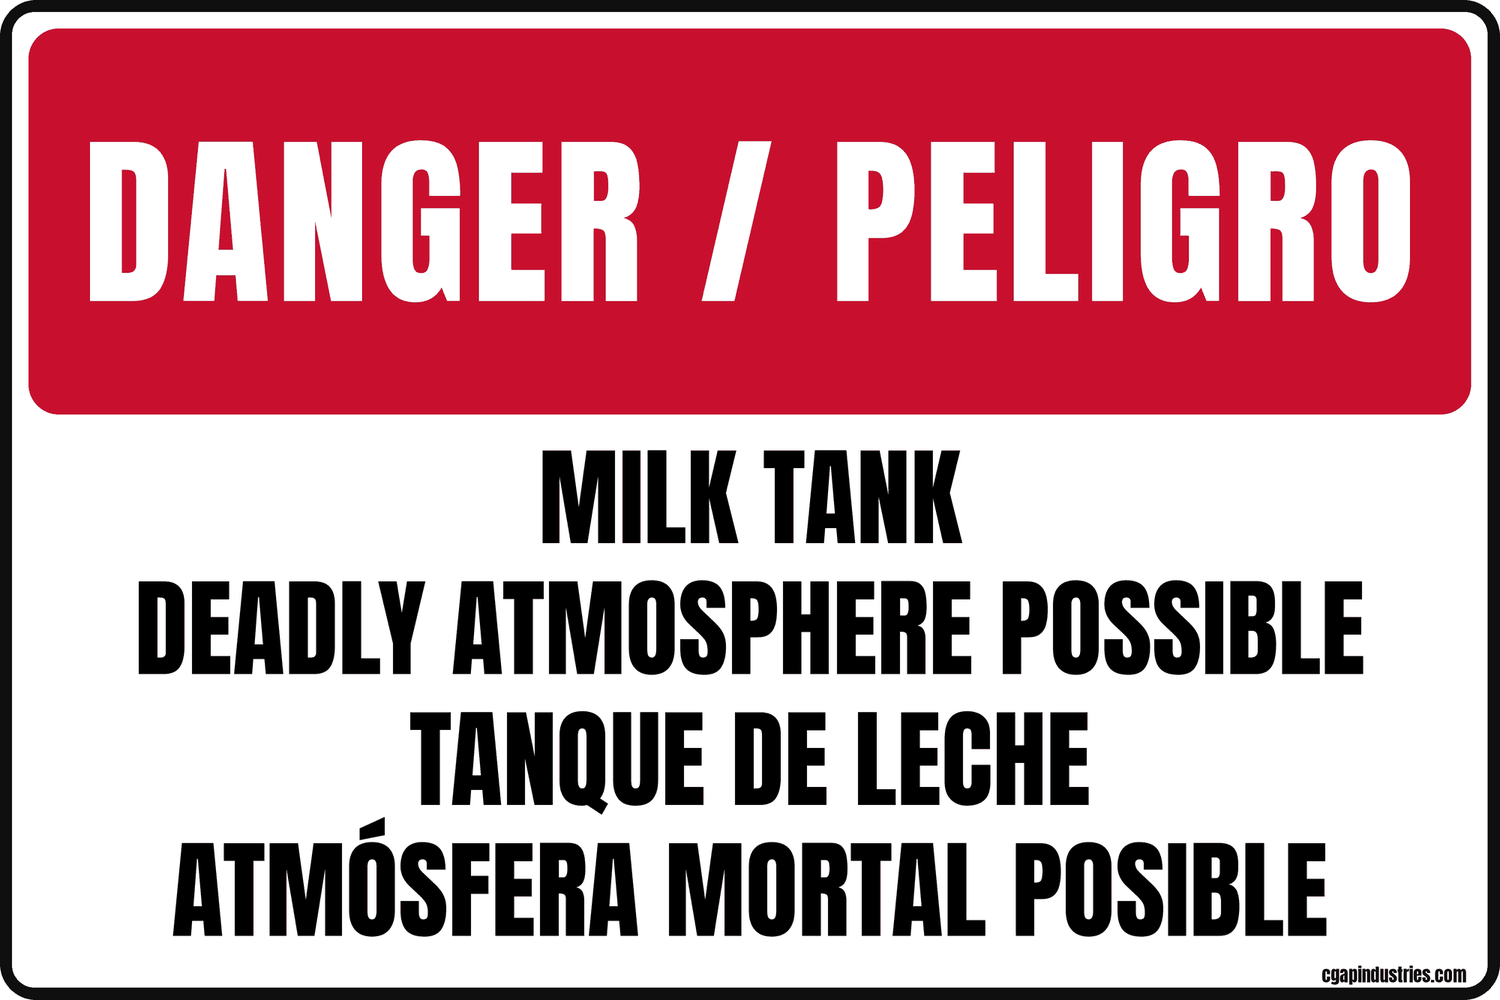 DANGER / PELIGRO
MILK TANK
DEADLY ATMOSPHERE POSSIBLE
TANQUE DE LECHE
ATMÓSFERA MORTAL POSIBLE
cgapindustries.com